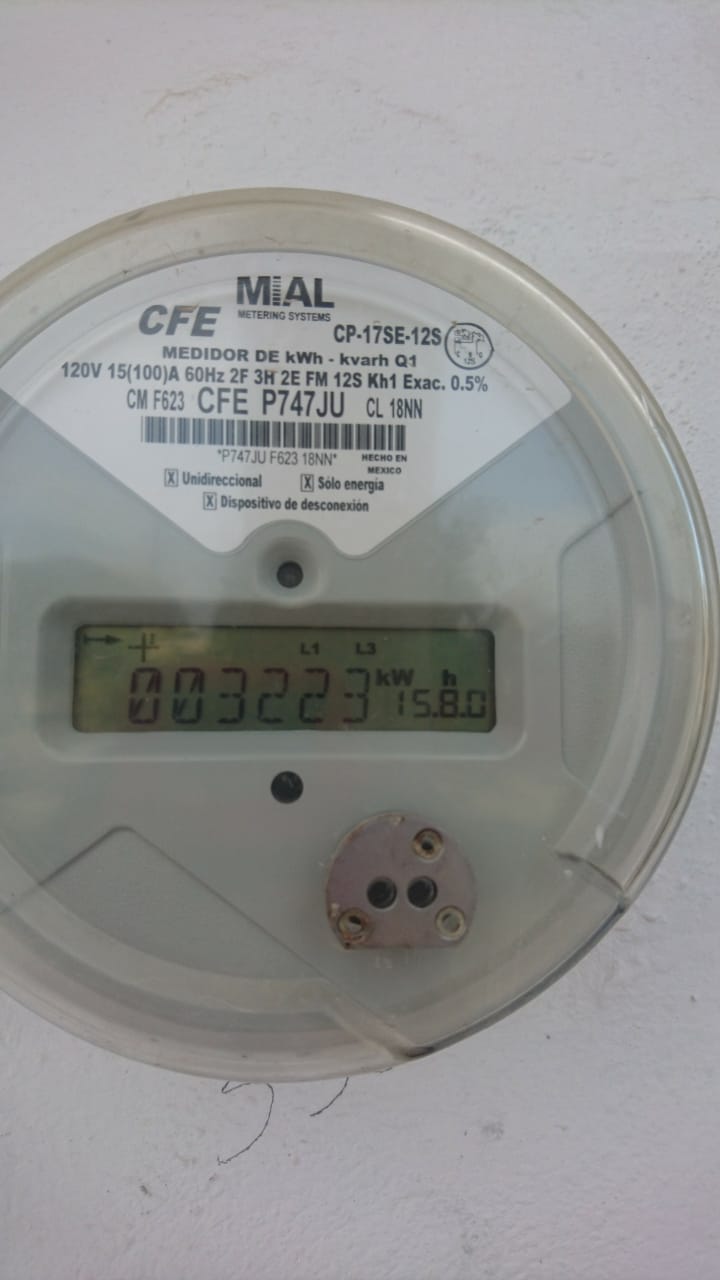 MIAL
METERING SYSTEMS
CFE
CP-17SE-12S
MEDIDOR DE kWh - kvarh Q1
120V 15(100)A 60Hz 2F 3H 2E FM 12S Kh1 Exac. 0.5%
CM F623 CFE P747JU CL 18NN
*P747JU F623 18NN*
HECHO EN
MEXICO
X Unidireccional X Sólo energía
X Dispositivo de desconexión
L1 L3
003223 kW h 15.8.0